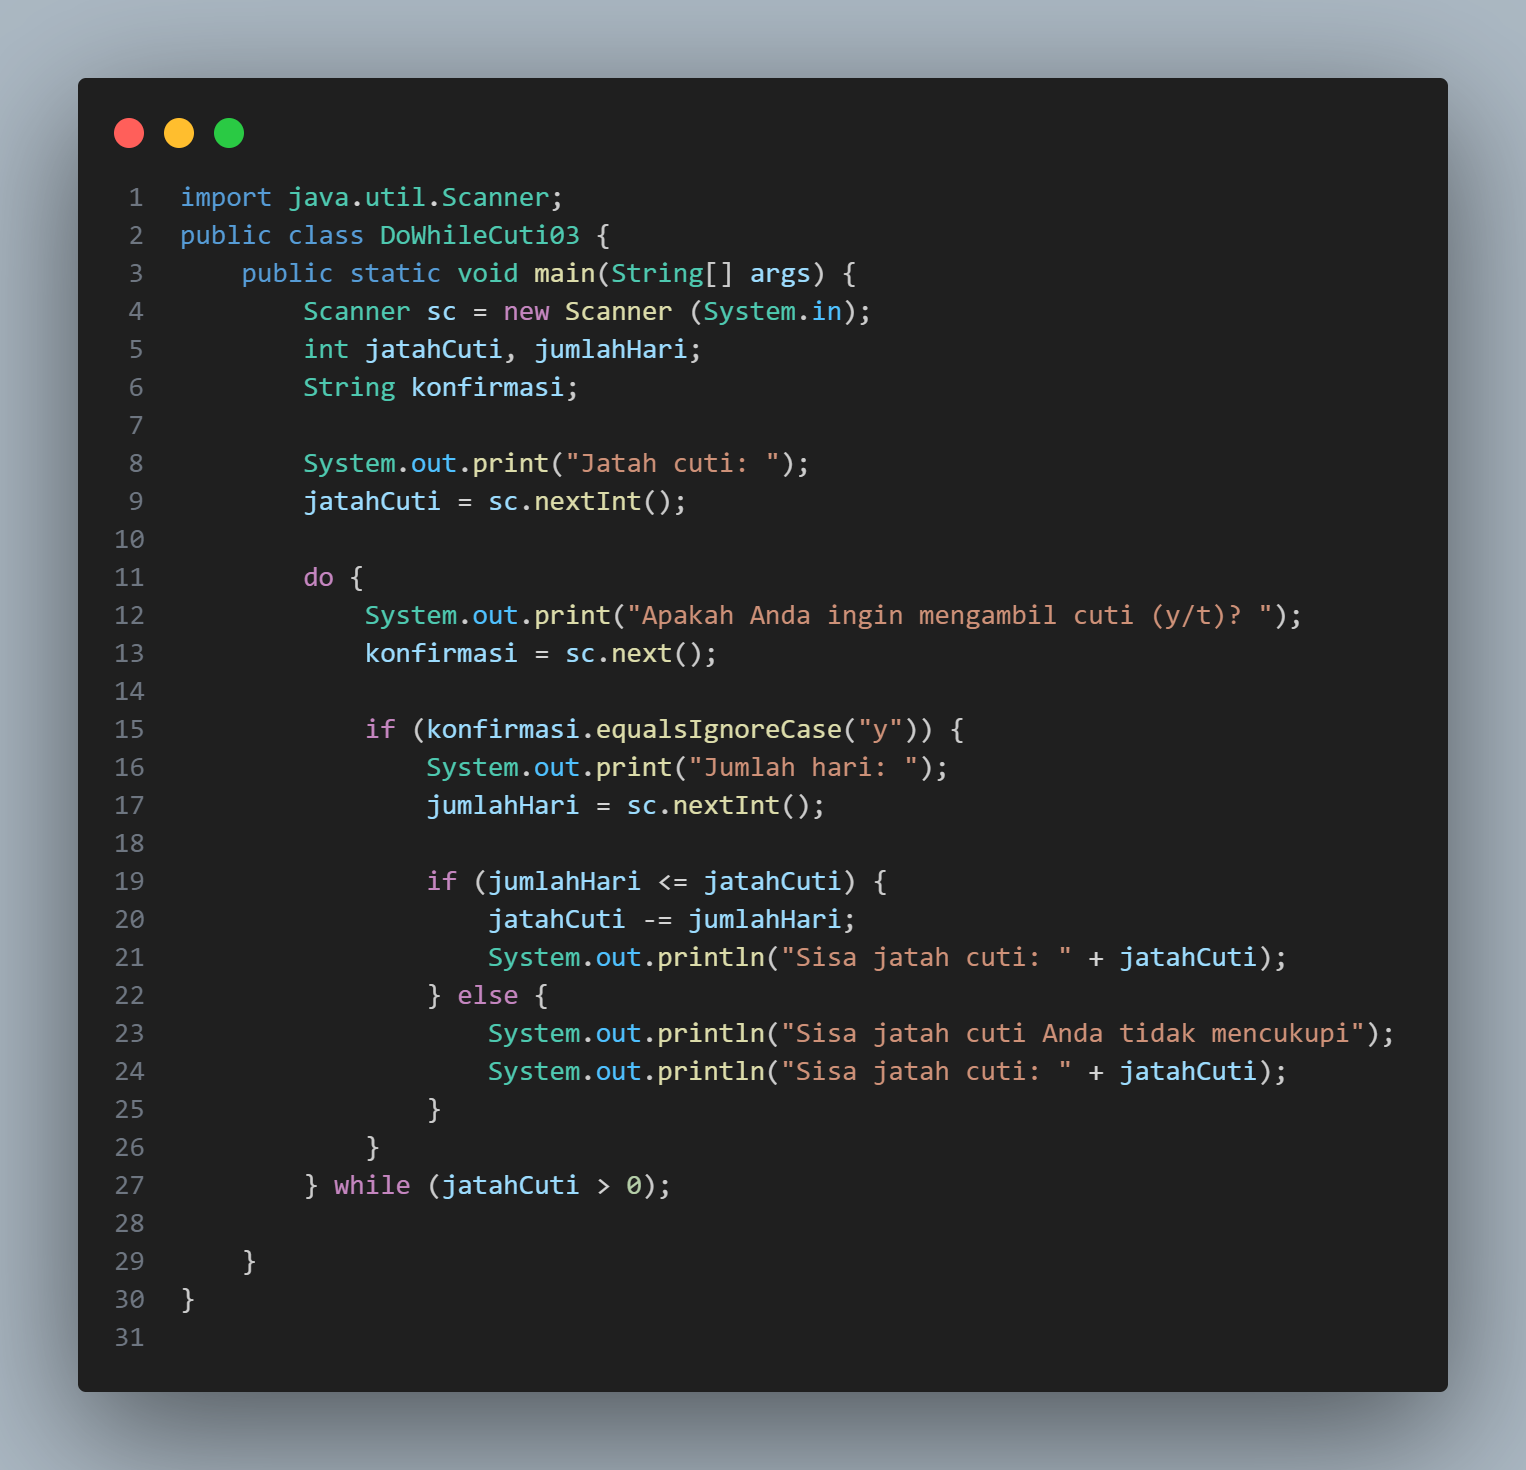 1 import java.util.Scanner;
2 public class DoWhileCuti03 {
3     public static void main(String[] args) {
4         Scanner sc = new Scanner (System.in);
5         int jatahCuti, jumlahHari;
6         String konfirmasi;
7
8         System.out.print("Jatah cuti: ");
9         jatahCuti = sc.nextInt();
10
11         do {
12             System.out.print("Apakah Anda ingin mengambil cuti (y/t)? ");
13             konfirmasi = sc.next();
14
15             if (konfirmasi.equalsIgnoreCase("y")) {
16                 System.out.print("Jumlah hari: ");
17                 jumlahHari = sc.nextInt();
18
19                 if (jumlahHari <= jatahCuti) {
20                     jatahCuti -= jumlahHari;
21                     System.out.println("Sisa jatah cuti: " + jatahCuti);
22                 } else {
23                     System.out.println("Sisa jatah cuti Anda tidak mencukupi");
24                     System.out.println("Sisa jatah cuti: " + jatahCuti);
25                 }
26             }
27         } while (jatahCuti > 0);
28
29     }
30 }
31